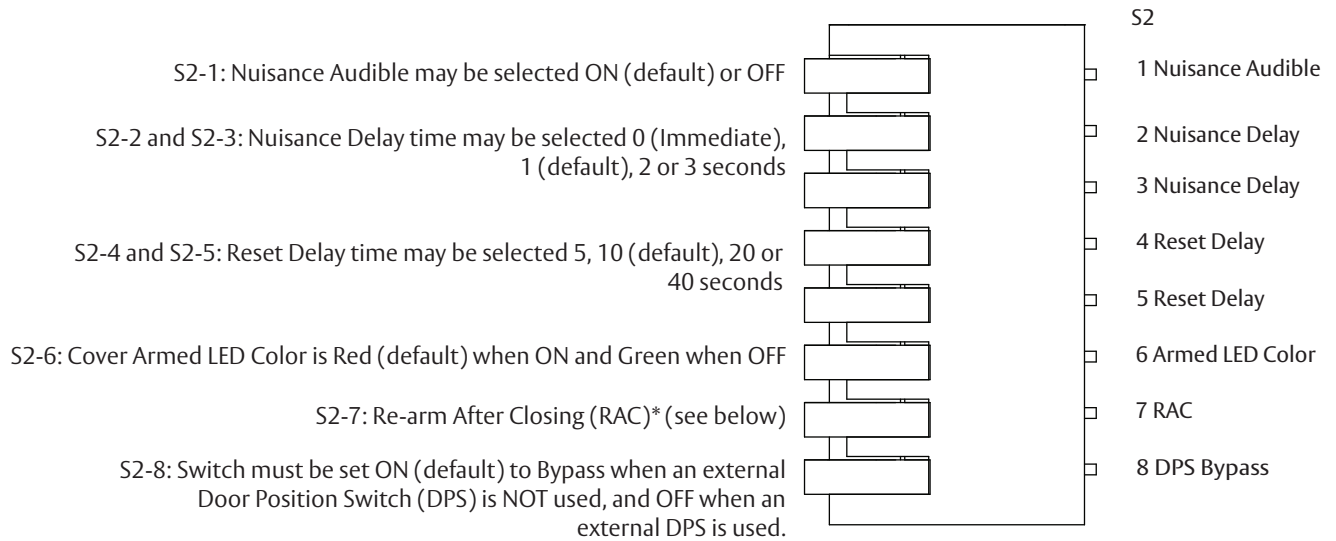 S2
S2-1: Nuisance Audible may be selected ON (default) or OFF
1 Nuisance Audible
S2-2 and S2-3: Nuisance Delay time may be selected 0 (Immediate),
1 (default), 2 or 3 seconds
2 Nuisance Delay
3 Nuisance Delay
S2-4 and S2-5: Reset Delay time may be selected 5, 10 (default), 20 or
40 seconds
4 Reset Delay
5 Reset Delay
S2-6: Cover Armed LED Color is Red (default) when ON and Green when OFF
6 Armed LED Color
S2-7: Re-arm After Closing (RAC)* (see below)
7 RAC
S2-8: Switch must be set ON (default) to Bypass when an external
Door Position Switch (DPS) is NOT used, and OFF when an
external DPS is used.
8 DPS Bypass